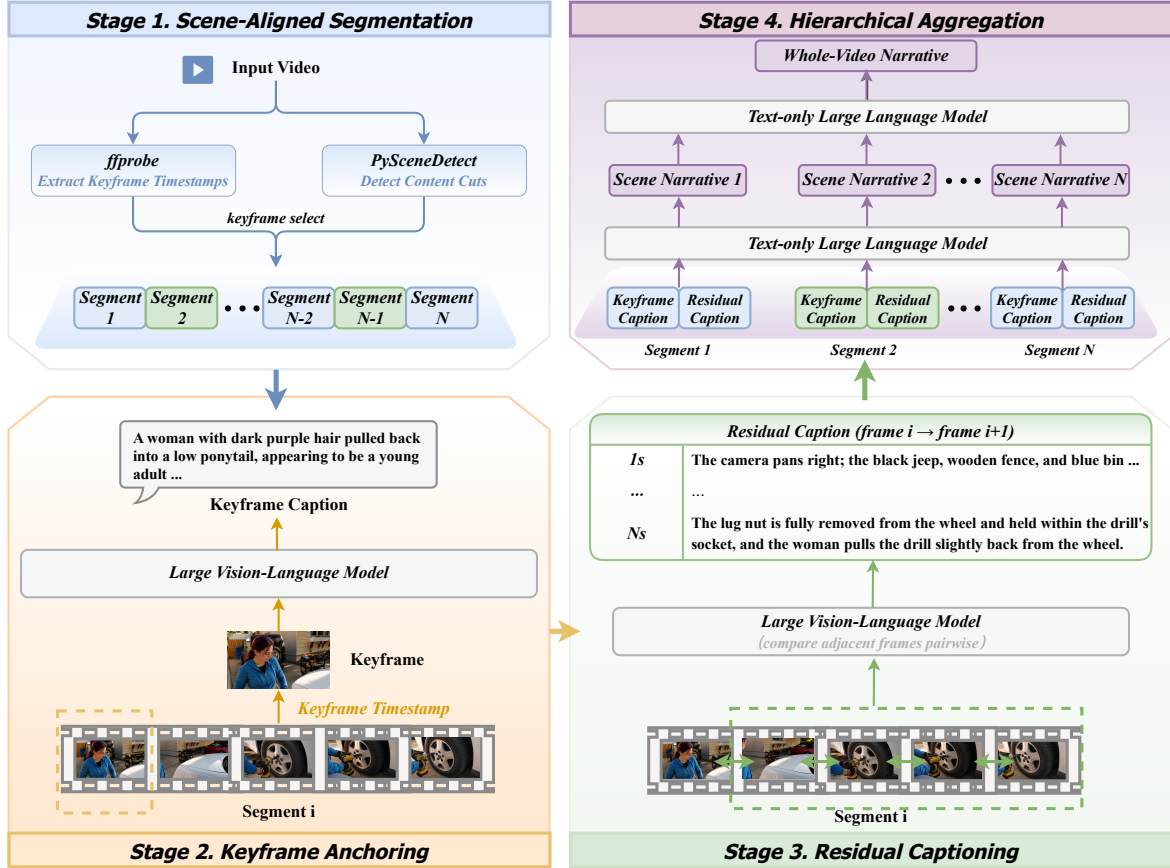 Stage 1. Scene-Aligned Segmentation
Input Video
ffprobe
Extract Keyframe Timestamps
PySceneDetect
Detect Content Cuts
keyframe select
Segment 1
Segment 2
...
Segment N-2
Segment N-1
Segment N
Stage 4. Hierarchical Aggregation
Whole-Video Narrative
Text-only Large Language Model
Scene Narrative 1
Scene Narrative 2
...
Scene Narrative N
Text-only Large Language Model
Keyframe Caption
Residual Caption
Keyframe Caption
Residual Caption
...
Keyframe Caption
Residual Caption
Segment 1
Segment 2
Segment N
A woman with dark purple hair pulled back
into a low ponytail, appearing to be a young
adult ...
Keyframe Caption
Large Vision-Language Model
Keyframe
Keyframe Timestamp
Segment i
Stage 2. Keyframe Anchoring
Residual Caption (frame i → frame i+1)
1s
The camera pans right; the black jeep, wooden fence, and blue bin ...
...
...
Ns
The lug nut is fully removed from the wheel and held within the drill's
socket, and the woman pulls the drill slightly back from the wheel.
Large Vision-Language Model
(compare adjacent frames pairwise)
Segment i
Stage 3. Residual Captioning